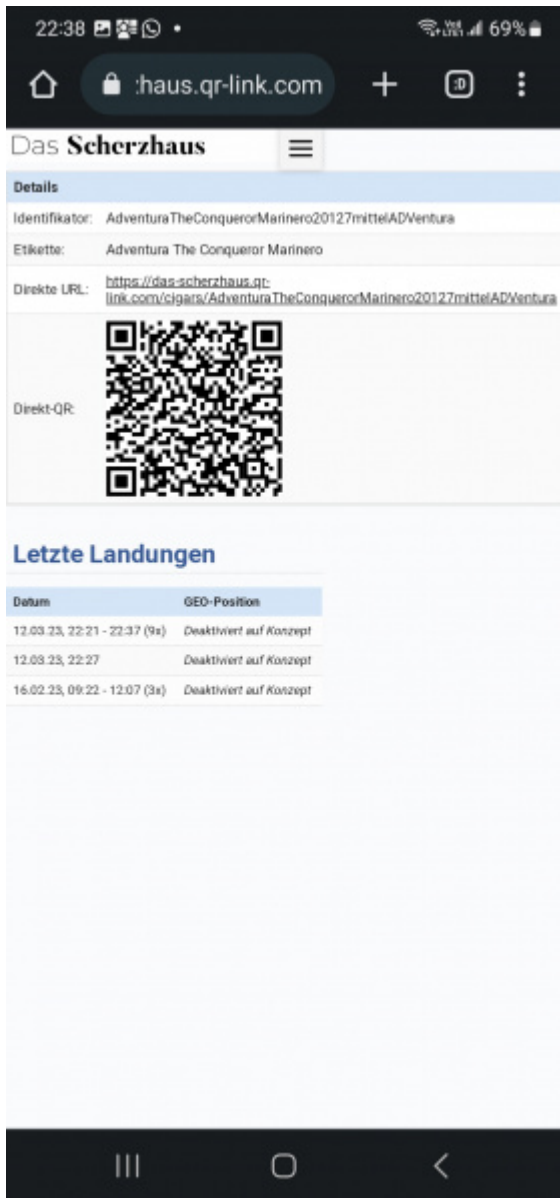 22:38
69%
:haus.qr-link.com
:D
Das Scherzhaus
Details
Identifikator: AdventuraTheConquerorMarinero20127mittelADVentura
Etikette: Adventura The Conqueror Marinero
Direkte URL: https://das-scherzhaus.qr-
link.com/cigars/AdventuraTheConquerorMarinero20127mittelADVentura
Direkt-QR:
Letzte Landungen
Datum GEO-Position
12.03.23, 22:21 - 22:37 (9x) Deaktiviert auf Konzept
12.03.23, 22:27 Deaktiviert auf Konzept
16.02.23, 09:22 - 12:07 (3x) Deaktiviert auf Konzept